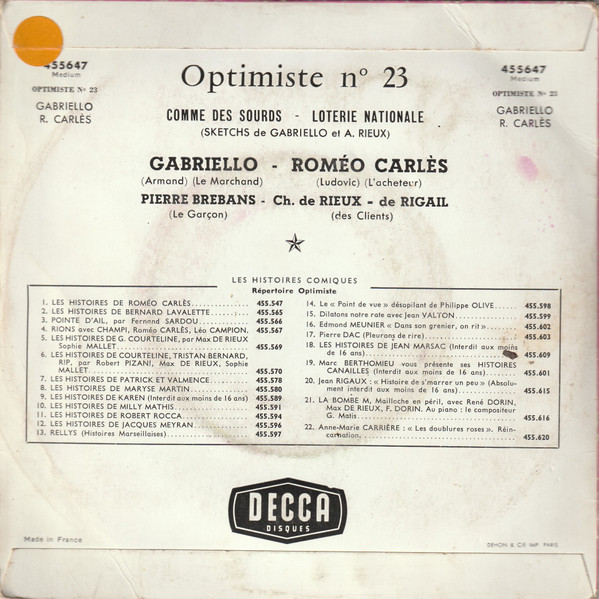 455647
Medium
OPTIMISTE Nº 23
GABRIELLO
R. CARLÈS
Optimiste nº 23
COMME DES SOURDS - LOTERIE NATIONALE
(SKETCHS de GABRIELLO et A. RIEUX)
GABRIELLO - ROMÉO CARLÈS
(Armand) (Le Marchand) (Ludovic) (L'acheteur)
PIERRE BREBANS - Ch. de RIEUX - de RIGAIL
(Le Garçon) (des Clients)
455647
Medium
OPTIMISTE Nº 23
GABRIELLO
R. CARLÈS
LES HISTOIRES COMIQUES
Répertoire Optimiste
1. LES HISTOIRES DE ROMÉO CARLÈS 455.547
2. LES HISTOIRES DE BERNARD LAVALETTE 455.565
3. POINTE D'AIL, par Fernand SARDOU 455.566
4. RIONS avec CHAMPI, Roméo CARLÈS, Léo CAMPION. 455.567
5. LES HISTOIRES DE G. COURTELINE, par Max DE RIEUX
Sophie MALLET 455.569
6. LES HISTOIRES DE COURTELINE, TRISTAN BERNARD,
RIP, par Robert PIZANI, Max DE RIEUX, Sophie
MALLET 455.570
7. LES HISTOIRES DE PATRICK ET VALMENCE 455.578
8. LES HISTOIRES DE MARYSE MARTIN 455.580
9. LES HISTOIRES DE KAREN (Interdit aux moins de 16 ans) 455.589
10. LES HISTOIRES DE MILLY MATHIS 455.591
11. LES HISTOIRES DE ROBERT ROCCA 455.594
12. LES HISTOIRES DE JACQUES MEYRAN 455.596
13. RELLYS (Histoires Marseillaises) 455.597
14. Le « Point de vue » désopilant de Philippe OLIVE 455.598
15. Dilatons notre rate avec Jean VALTON 455.599
16. Edmond MEUNIER « Dans son grenier, on rit » 455.602
17. Pierre DAC (Pleurons de rire) 455.603
18. LES HISTOIRES DE JEAN MARSAC (Interdit aux moins
de 16 ans) 455.609
19. Marc BERTHOMIEU vous présente ses HISTOIRES
CANAILLES (Interdit aux moins de 16 ans) 455.601
20. Jean RIGAUX : « Histoire de s'marrer un peu » (Absolu-
ment interdit aux moins de 16 ans) 455.615
21. LA BOMBE M, Mailloche en péril, avec René DORIN,
Max DE RIEUX, F. DORIN. Au piano : le compositeur
G. Matis 455.616
22. Anne-Marie CARRIÈRE : « Les doublures roses ». Réin-
carnation. 455.620
DECCA
DISQUES
Made in France
DEHON & Cie IMP. PARIS